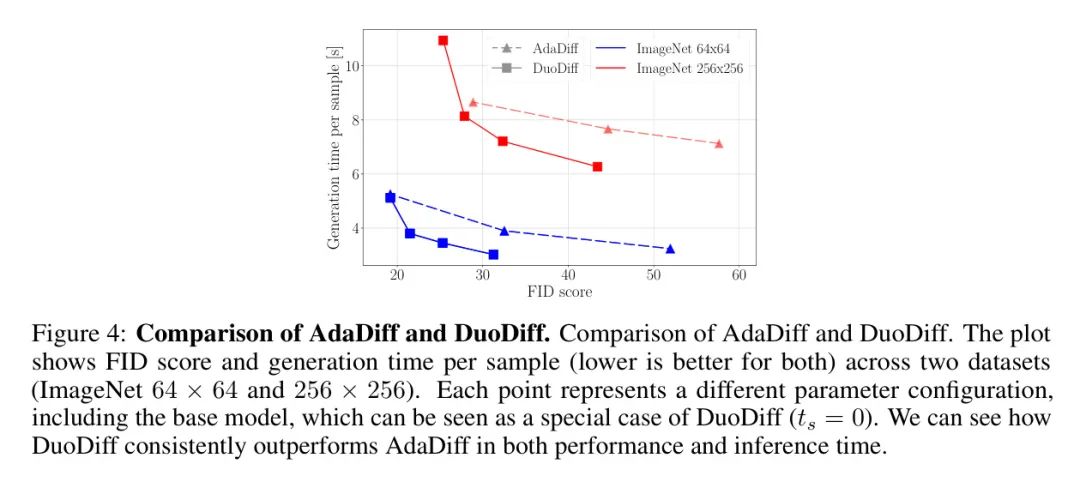 AdaDiff
DuoDiff
ImageNet 64x64
ImageNet 256x256
Generation time per sample [s]
10
8
6
4
20 30 40 50 60
FID score
Figure 4: Comparison of AdaDiff and DuoDiff. Comparison of AdaDiff and DuoDiff. The plot
shows FID score and generation time per sample (lower is better for both) across two datasets
(ImageNet 64 × 64 and 256 × 256). Each point represents a different parameter configuration,
including the base model, which can be seen as a special case of DuoDiff (tₛ = 0). We can see how
DuoDiff consistently outperforms AdaDiff in both performance and inference time.